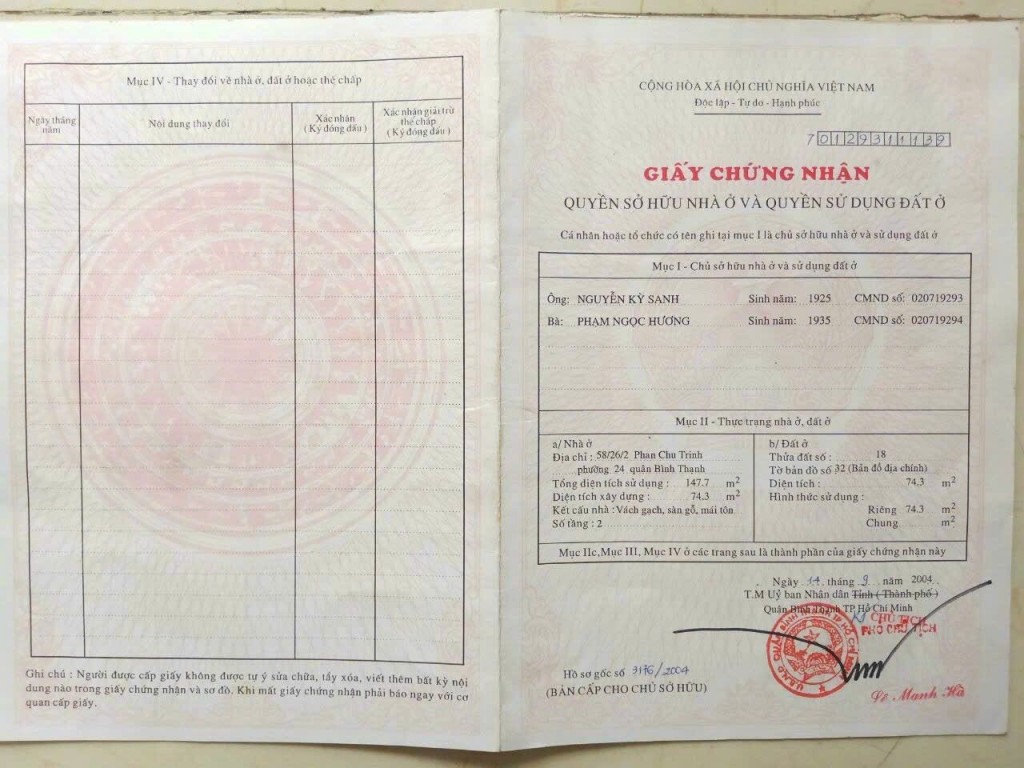 Mục IV - Thay đổi về nhà ở, đất ở hoặc thế chấp
Ngày tháng năm
Nội dung thay đổi
Xác nhận
( Ký đóng dấu )
Xác nhận giải trừ
thế chấp
( Ký đóng dấu )
Ghi chú : Người được cấp giấy không được tự ý sửa chữa, tẩy xóa, viết thêm bất kỳ nội
dung nào trong giấy chứng nhận và sơ đồ. Khi mất giấy chứng nhận phải báo ngay với cơ
quan cấp giấy.
CỘNG HÒA XÃ HỘI CHỦ NGHĨA VIỆT NAM
Độc lập - Tự do - Hạnh phúc
70129311139
GIẤY CHỨNG NHẬN
QUYỀN SỞ HỮU NHÀ Ở VÀ QUYỀN SỬ DỤNG ĐẤT Ở
Cá nhân hoặc tổ chức có tên ghi tại mục I là chủ sở hữu nhà ở và sử dụng đất ở
Mục I - Chủ sở hữu nhà ở và sử dụng đất ở
Ông: NGUYỄN KỲ SANH Sinh năm: 1925 CMND số: 020719293
Bà: PHẠM NGỌC HƯƠNG Sinh năm: 1935 CMND số: 020719294
Mục II - Thực trạng nhà ở, đất ở
a/ Nhà ở
Địa chỉ : 58/26/2 Phan Chu Trinh
phường 24 quận Bình Thạnh
Tổng diện tích sử dụng : 147.7 m2
Diện tích xây dựng : 74.3 m2
Kết cấu nhà : Vách gạch, sàn gỗ, mái tôn
Số tầng : 2
b/ Đất ở
Thửa đất số : 18
Tờ bản đồ số 32 (Bản đồ địa chính)
Diện tích : 74.3 m2
Hình thức sử dụng :
Riêng 74.3 m2
Chung m2
Mục IIc,Mục III, Mục IV ở các trang sau là thành phần của giấy chứng nhận này
Ngày 14 tháng 9 năm 2004
T.M Uỷ ban Nhân dân Tỉnh ( Thành phố )
Quận Bình Thạnh TP Hồ Chí Minh
KT CHỦ TỊCH
PHÓ CHỦ TỊCH
Hồ sơ gốc số 3176/2004
(BẢN CẤP CHO CHỦ SỞ HỮU)
Lê Mạnh Hà